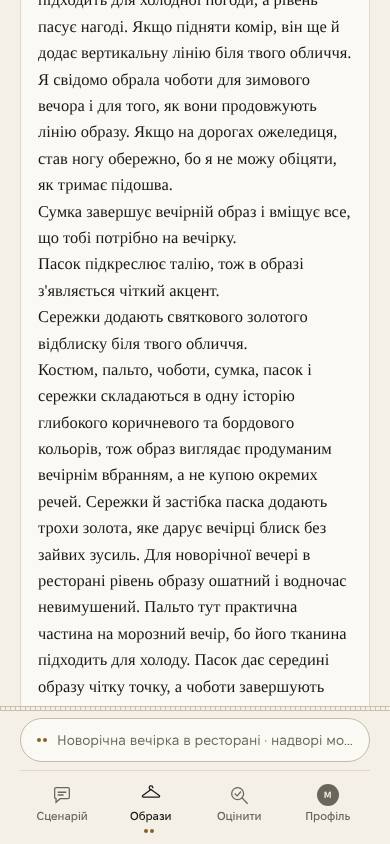 підходить для холодної погоди, а рівень
пасує нагоді. Якщо підняти комір, він ще й
додає вертикальну лінію біля твого обличчя.
Я свідомо обрала чоботи для зимового
вечора і для того, як вони продовжують
лінію образу. Якщо на дорогах ожеледиця,
став ногу обережно, бо я не можу обіцяти,
як тримає підошва.
Сумка завершує вечірній образ і вміщує все,
що тобі потрібно на вечірку.
Пасок підкреслює талію, тож в образі
з'являється чіткий акцент.
Сережки додають святкового золотого
відблиску біля твого обличчя.
Костюм, пальто, чоботи, сумка, пасок і
сережки складаються в одну історію
глибокого коричневого та бордового
кольорів, тож образ виглядає продуманим
вечірнім вбранням, а не купою окремих
речей. Сережки й застібка паска додають
трохи золота, яке дарує вечірці блиск без
зайвих зусиль. Для новорічної вечері в
ресторані рівень образу ошатний і водночас
невимушений. Пальто тут практична
частина на морозний вечір, бо його тканина
підходить для холоду. Пасок дає середині
образу чітку точку, а чоботи завершують
Новорічна вечірка в ресторані · надворі мо...
Сценарій
Образи
Оцінити
М
Профіль